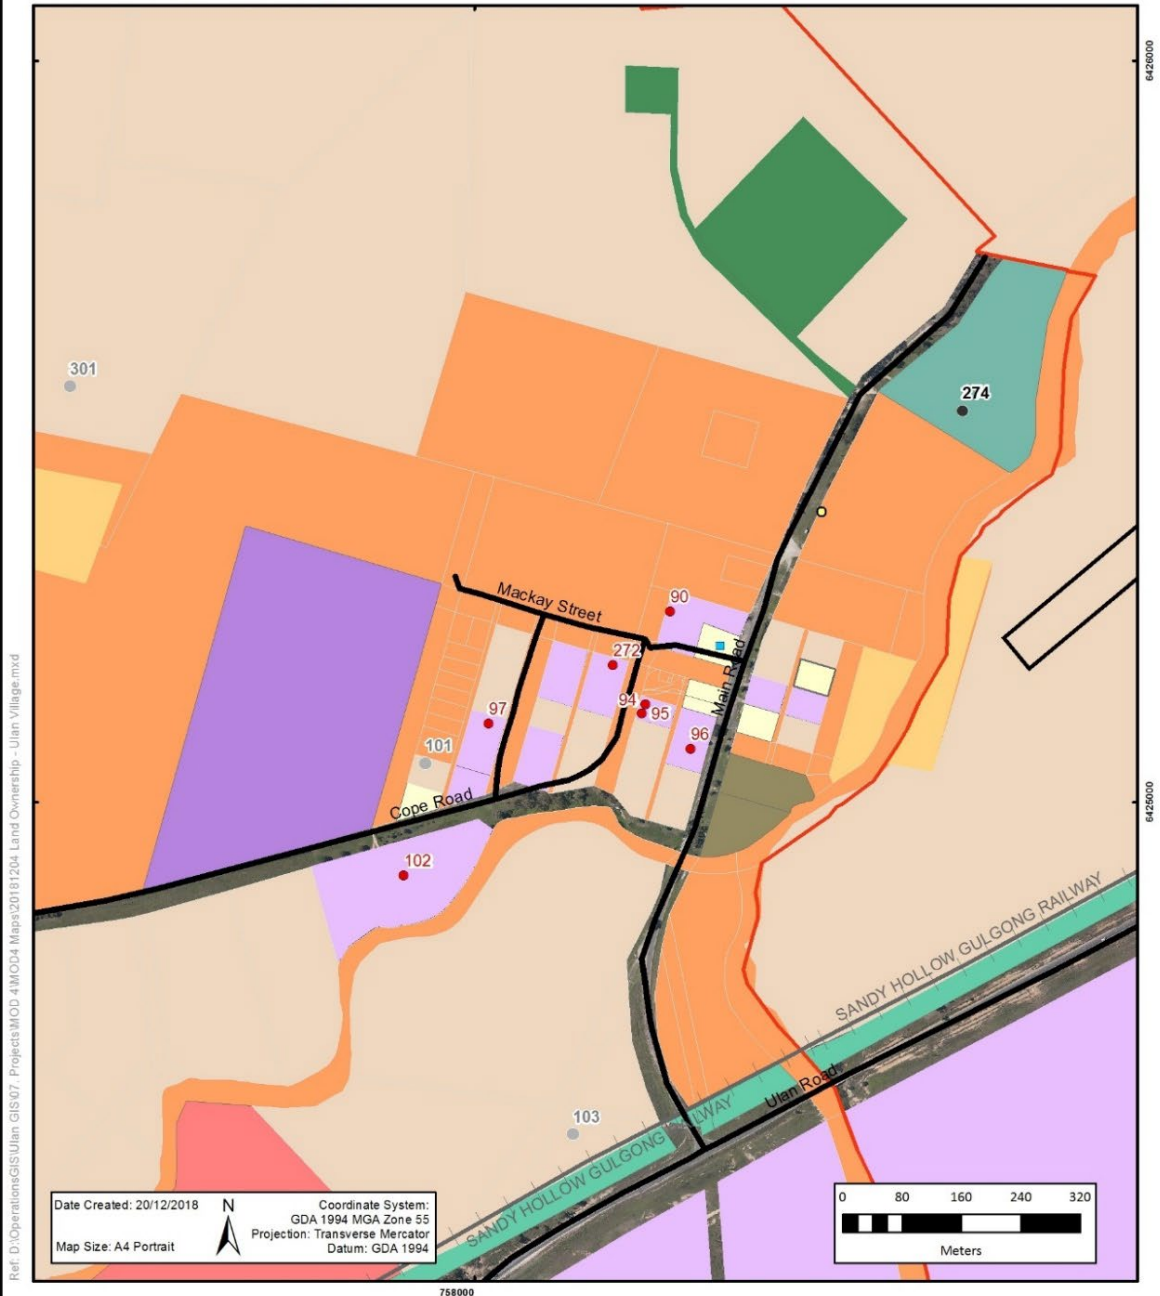 6426000
301
274
Mackay Street
90
272
Main Road
94
95
97
96
101
Cope Road
6425000
102
SANDY HOLLOW GULGONG RAILWAY
Ulan Road
103
SANDY HOLLOW GULGONG RAILWAY
Date Created: 20/12/2018
Map Size: A4 Portrait
N
Coordinate System:
GDA 1994 MGA Zone 55
Projection: Transverse Mercator
Datum: GDA 1994
0 80 160 240 320
Meters
758000
Ref: D:\OperationsGIS\Ulan GIS\07. Projects\MOD 4\MOD4 Maps\20181204 Land Ownership - Ulan Village.mxd